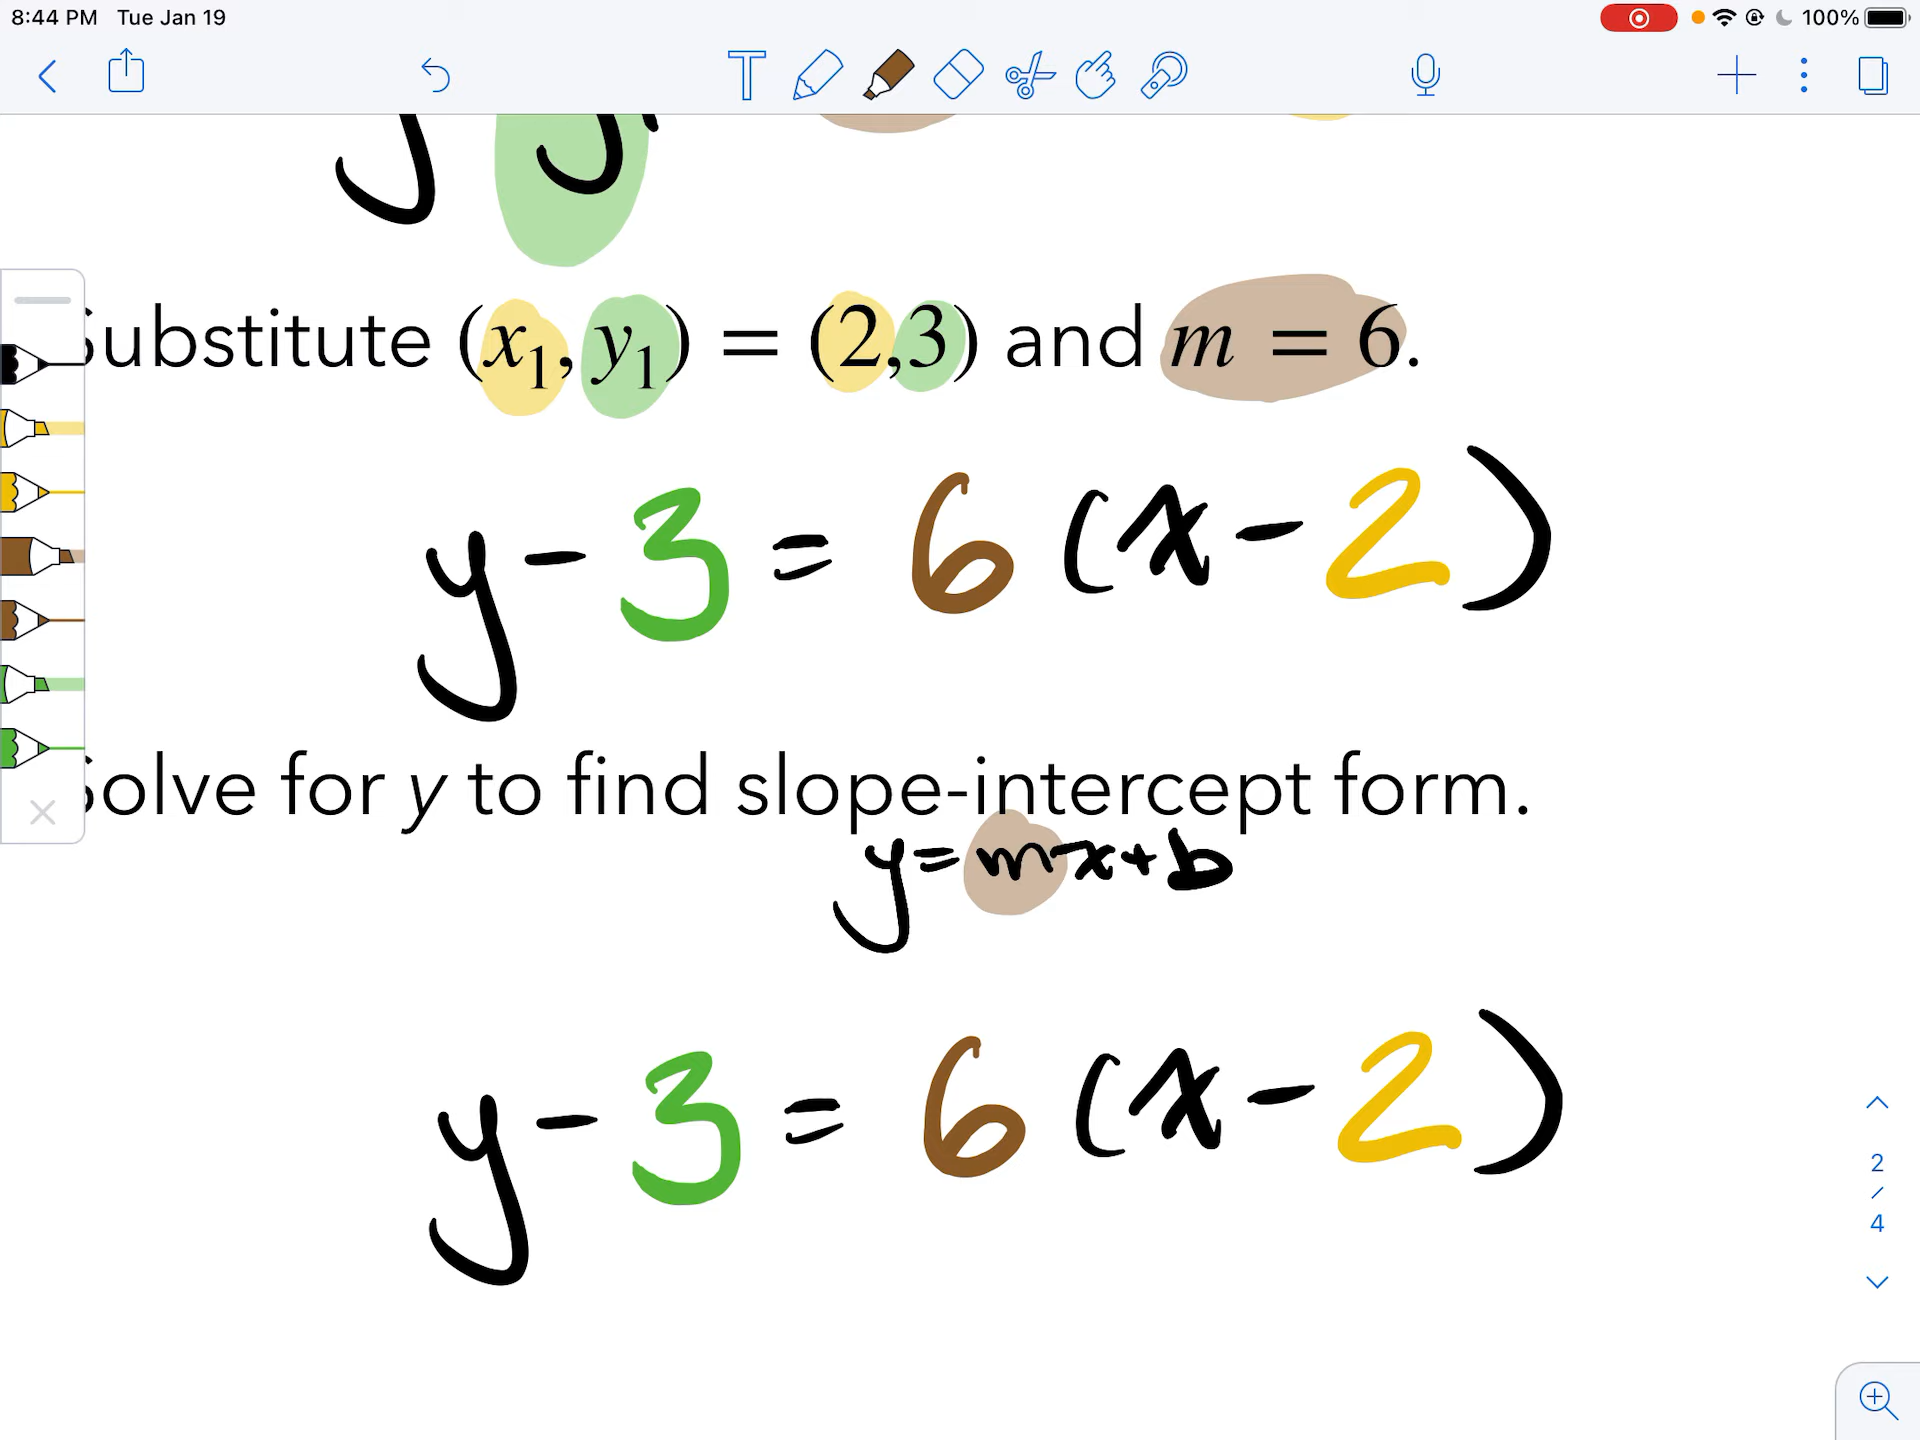 8:44 PM Tue Jan 19 100%
T
y y
Substitute (x₁, y₁) = (2,3) and m = 6.
y - 3 = 6 (x - 2)
Solve for y to find slope-intercept form.
y = mx + b
y - 3 = 6 (x - 2)
2
/
4